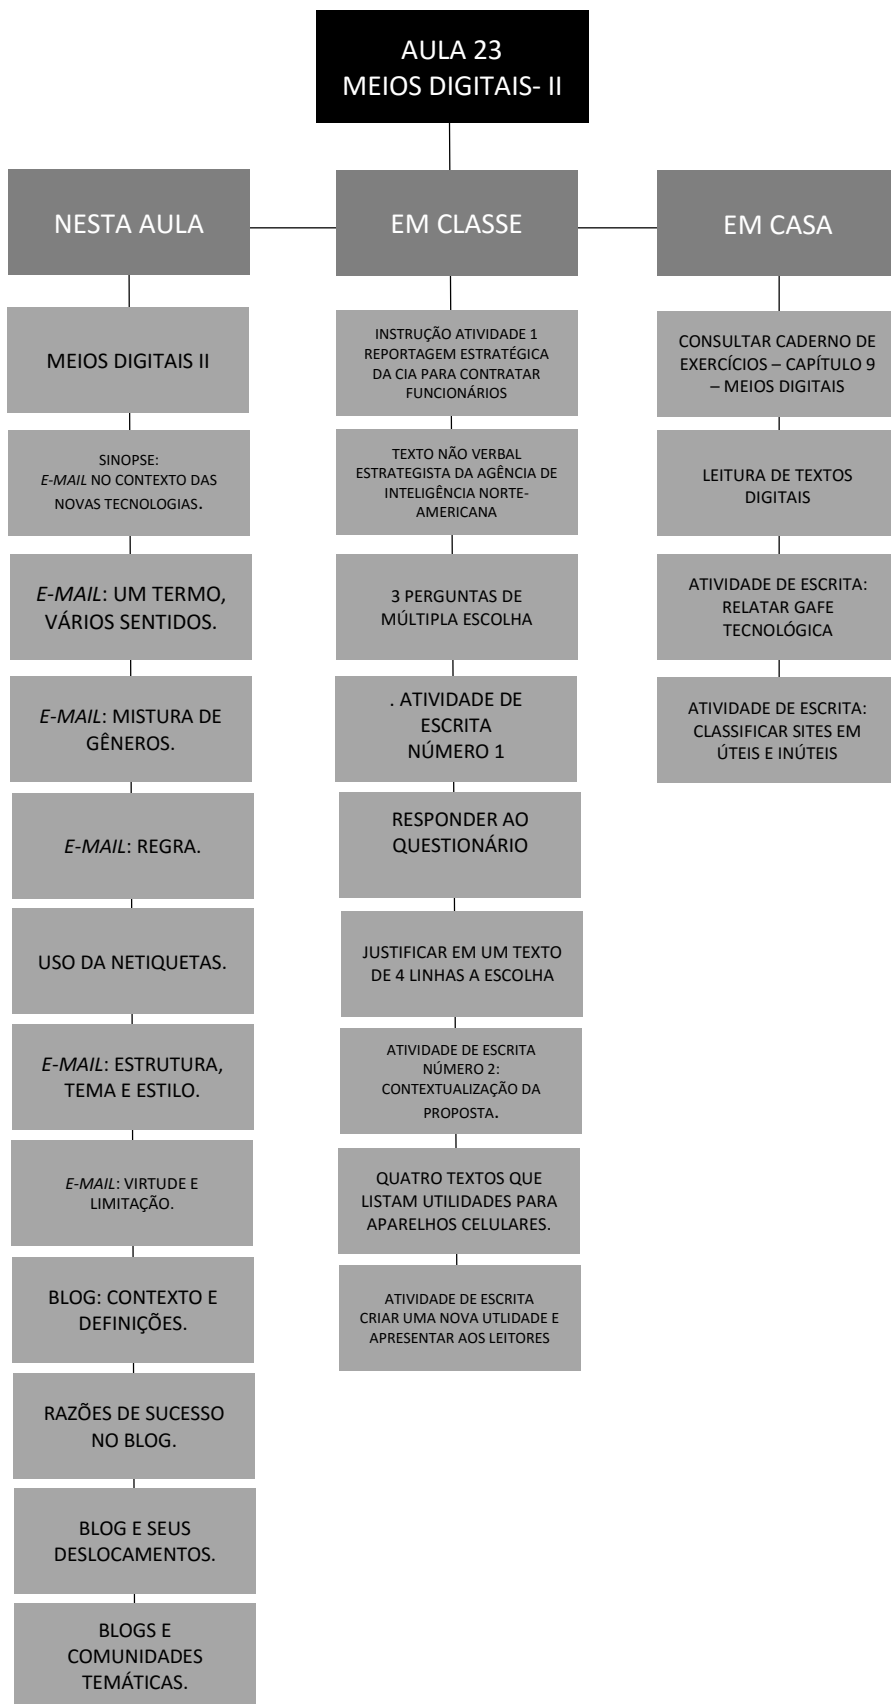 AULA 23
MEIOS DIGITAIS- II
NESTA AULA
MEIOS DIGITAIS II
SINOPSE:
E-MAIL NO CONTEXTO DAS
NOVAS TECNOLOGIAS.
E-MAIL: UM TERMO,
VÁRIOS SENTIDOS.
E-MAIL: MISTURA DE
GÊNEROS.
E-MAIL: REGRA.
USO DA NETIQUETAS.
E-MAIL: ESTRUTURA,
TEMA E ESTILO.
E-MAIL: VIRTUDE E
LIMITAÇÃO.
BLOG: CONTEXTO E
DEFINIÇÕES.
RAZÕES DE SUCESSO
NO BLOG.
BLOG E SEUS
DESLOCAMENTOS.
BLOGS E
COMUNIDADES
TEMÁTICAS.
EM CLASSE
INSTRUÇÃO ATIVIDADE 1
REPORTAGEM ESTRATÉGICA
DA CIA PARA CONTRATAR
FUNCIONÁRIOS
TEXTO NÃO VERBAL
ESTRATEGISTA DA AGÊNCIA DE
INTELIGÊNCIA NORTE-
AMERICANA
3 PERGUNTAS DE
MÚLTIPLA ESCOLHA
. ATIVIDADE DE
ESCRITA
NÚMERO 1
RESPONDER AO
QUESTIONÁRIO
JUSTIFICAR EM UM TEXTO
DE 4 LINHAS A ESCOLHA
ATIVIDADE DE ESCRITA
NÚMERO 2:
CONTEXTUALIZAÇÃO DA
PROPOSTA.
QUATRO TEXTOS QUE
LISTAM UTILIDADES PARA
APARELHOS CELULARES.
ATIVIDADE DE ESCRITA
CRIAR UMA NOVA UTLIDADE E
APRESENTAR AOS LEITORES
EM CASA
CONSULTAR CADERNO DE
EXERCÍCIOS – CAPÍTULO 9
– MEIOS DIGITAIS
LEITURA DE TEXTOS
DIGITAIS
ATIVIDADE DE ESCRITA:
RELATAR GAFE
TECNOLÓGICA
ATIVIDADE DE ESCRITA:
CLASSIFICAR SITES EM
ÚTEIS E INÚTEIS